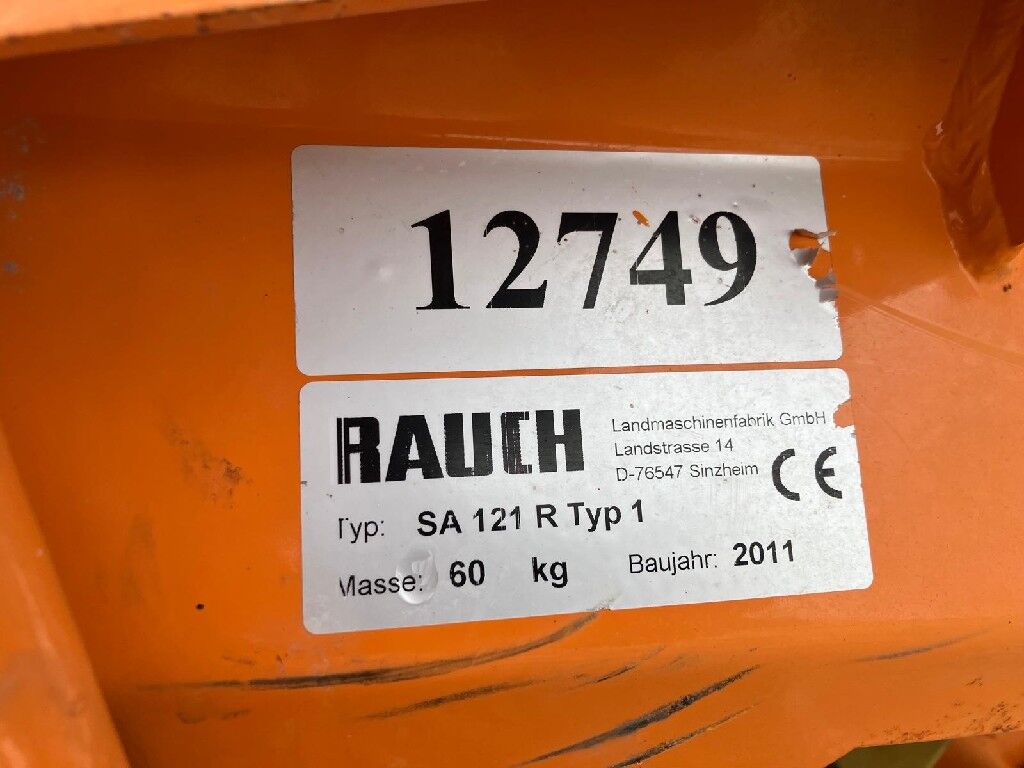 12749
RAUCH
Landmaschinenfabrik GmbH
Landstrasse 14
D-76547 Sinzheim
CE
Typ: SA 121 R Typ 1
Masse: 60 kg Baujahr: 2011